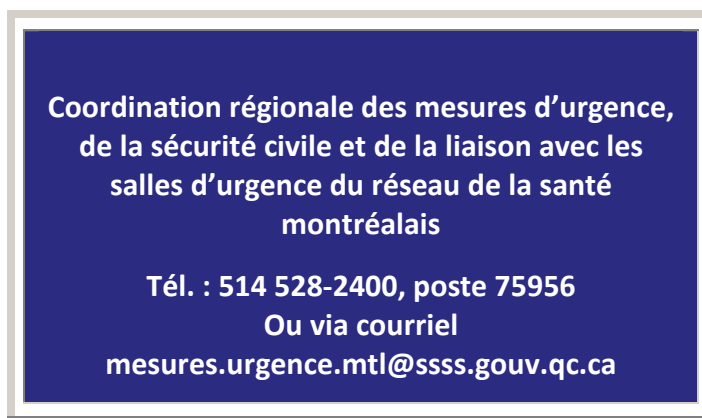 Coordination régionale des mesures d’urgence,
de la sécurité civile et de la liaison avec les
salles d’urgence du réseau de la santé
montréalais
Tél. : 514 528-2400, poste 75956
Ou via courriel
mesures.urgence.mtl@ssss.gouv.qc.ca